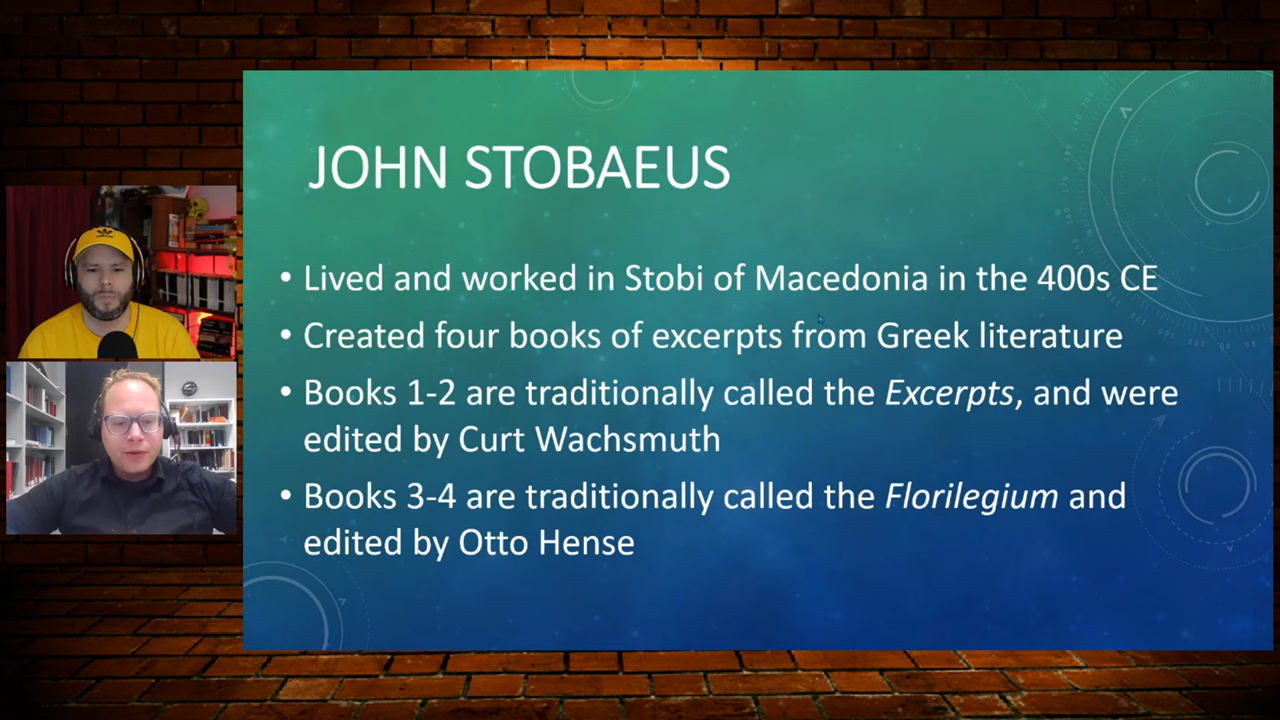 JOHN STOBAEUS
• Lived and worked in Stobi of Macedonia in the 400s CE
• Created four books of excerpts from Greek literature
• Books 1-2 are traditionally called the Excerpts, and were
edited by Curt Wachsmuth
• Books 3-4 are traditionally called the Florilegium and
edited by Otto Hense